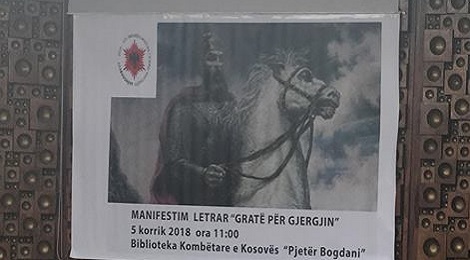 MANIFESTIM LETRAR "GRATË PËR GJERGJIN"
5 korrik 2018 ora 11:00
Biblioteka Kombëtare e Kosovës "Pjetër Bogdani"